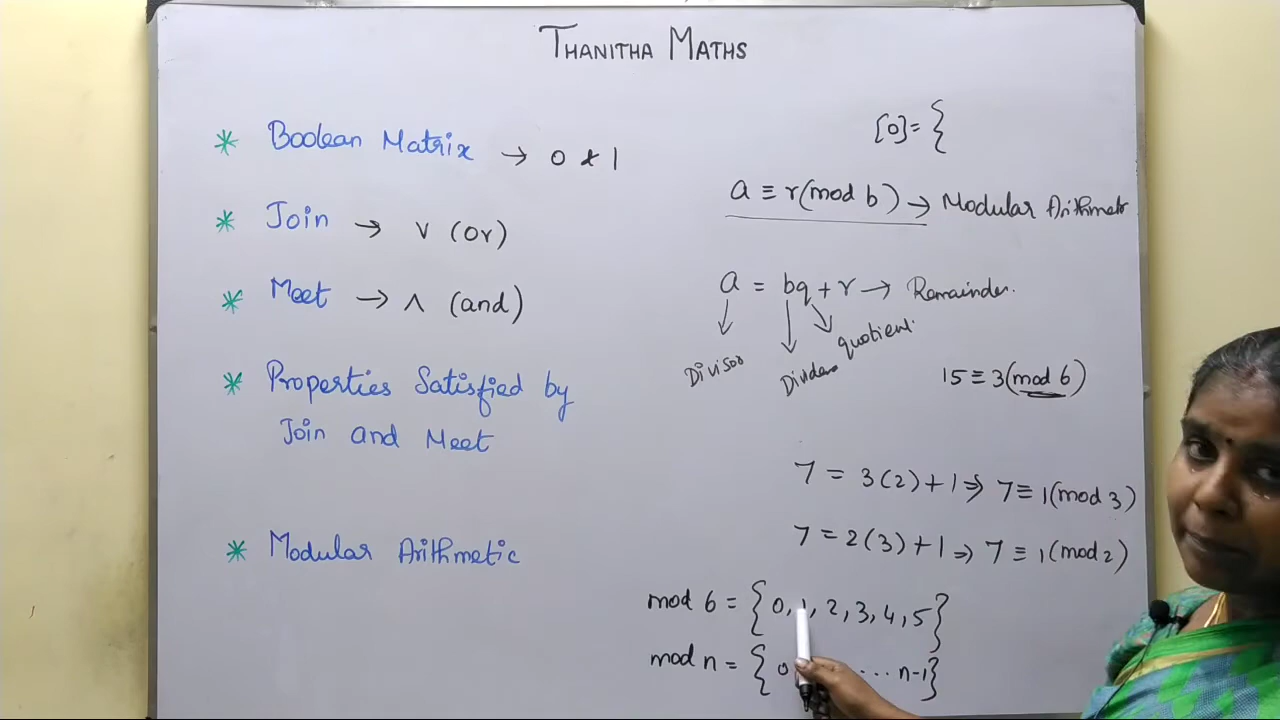 THANITHA MATHS
* Boolean Matrix → 0 & 1
* Join → ∨ (or)
* Meet → ∧ (and)
* Properties Satisfied by
Join and Meet
* Modular Arithmetic
[0] = {
a ≡ r(mod b) → Modular Arithmet
a = bq + r → Remainder.
Divisor
quotient.
15 ≡ 3(mod 6)
7 = 3(2)+1 ⇒ 7 ≡ 1(mod 3)
7 = 2(3)+1 ⇒ 7 ≡ 1(mod 2)
mod 6 = {0, 1, 2, 3, 4, 5}
mod n = {0 ... n-1}